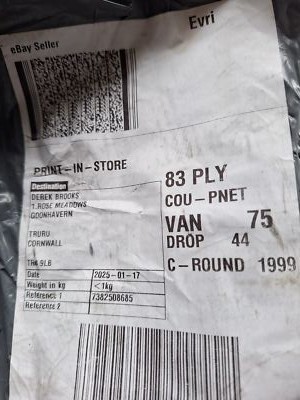 Evri
eBay Seller
PRINT-IN-STORE
Destination
DEREK BROOKS
1, ROSE MEADOWS
GOONHAVERN
TRURO
CORNWALL
TR4 9LB
Date 2025-01-17
Weight in kg <1kg
Reference 1 7382508685
Reference 2
83 PLY
COU-PNET
VAN 75
DROP 44
C-ROUND 1999